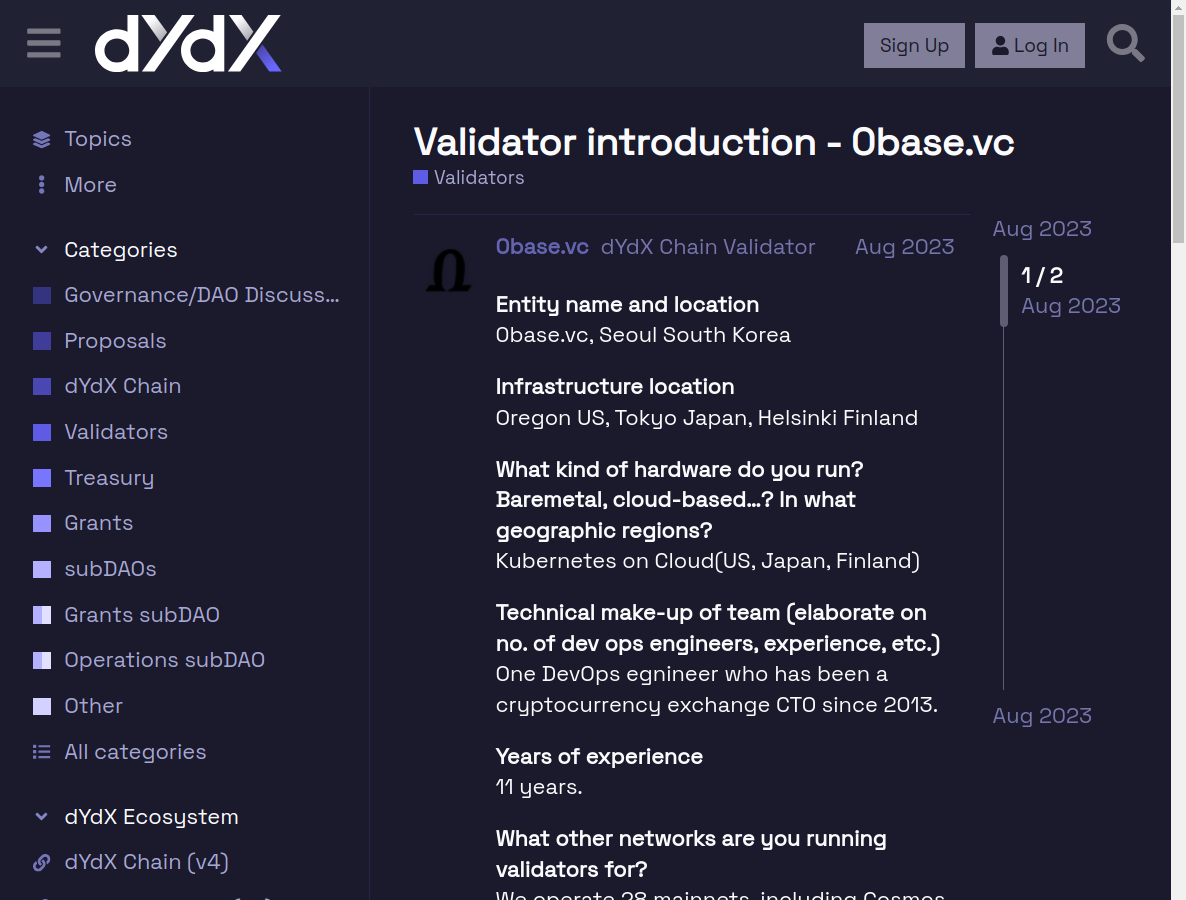 dYdX
Sign Up
Log In
Topics
More
Categories
Governance/DAO Discuss...
Proposals
dYdX Chain
Validators
Treasury
Grants
subDAOs
Grants subDAO
Operations subDAO
Other
All categories
dYdX Ecosystem
dYdX Chain (v4)
Validator introduction - 0base.vc
Validators
0base.vc dYdX Chain Validator Aug 2023
Entity name and location
0base.vc, Seoul South Korea
Infrastructure location
Oregon US, Tokyo Japan, Helsinki Finland
What kind of hardware do you run?
Baremetal, cloud-based…? In what
geographic regions?
Kubernetes on Cloud(US, Japan, Finland)
Technical make-up of team (elaborate on
no. of dev ops engineers, experience, etc.)
One DevOps egnineer who has been a
cryptocurrency exchange CTO since 2013.
Years of experience
11 years.
What other networks are you running
validators for?
We operate 28 mainnets, including Cosmos,
Aug 2023
1 / 2
Aug 2023
Aug 2023